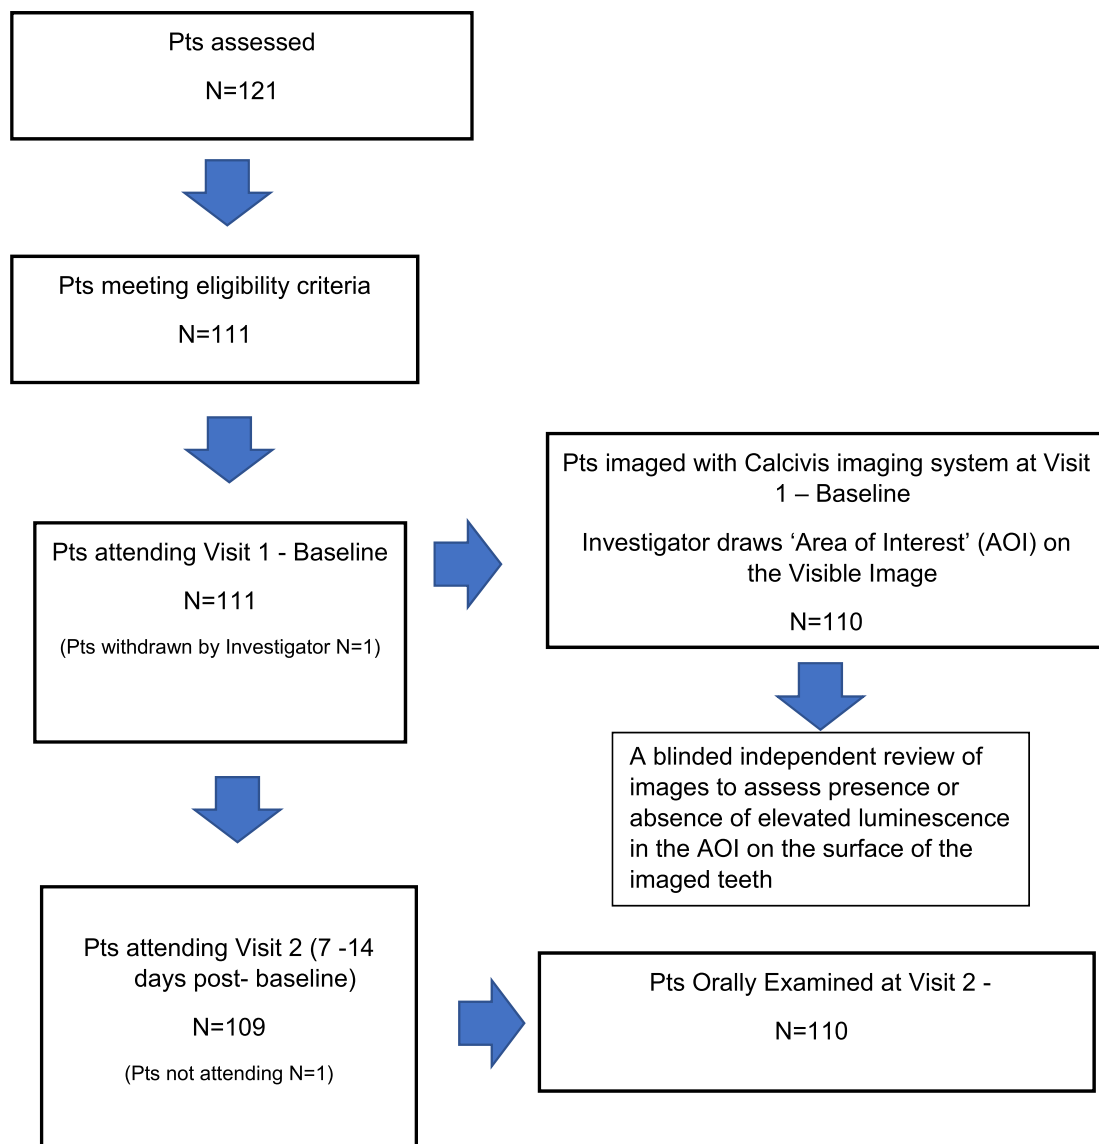 Pts assessed
N=121
Pts meeting eligibility criteria
N=111
Pts attending Visit 1 - Baseline
N=111
(Pts withdrawn by Investigator N=1)
Pts imaged with Calcivis imaging system at Visit
1 – Baseline
Investigator draws ‘Area of Interest’ (AOI) on
the Visible Image
N=110
A blinded independent review of
images to assess presence or
absence of elevated luminescence
in the AOI on the surface of the
imaged teeth
Pts attending Visit 2 (7 -14
days post- baseline)
N=109
(Pts not attending N=1)
Pts Orally Examined at Visit 2 -
N=110